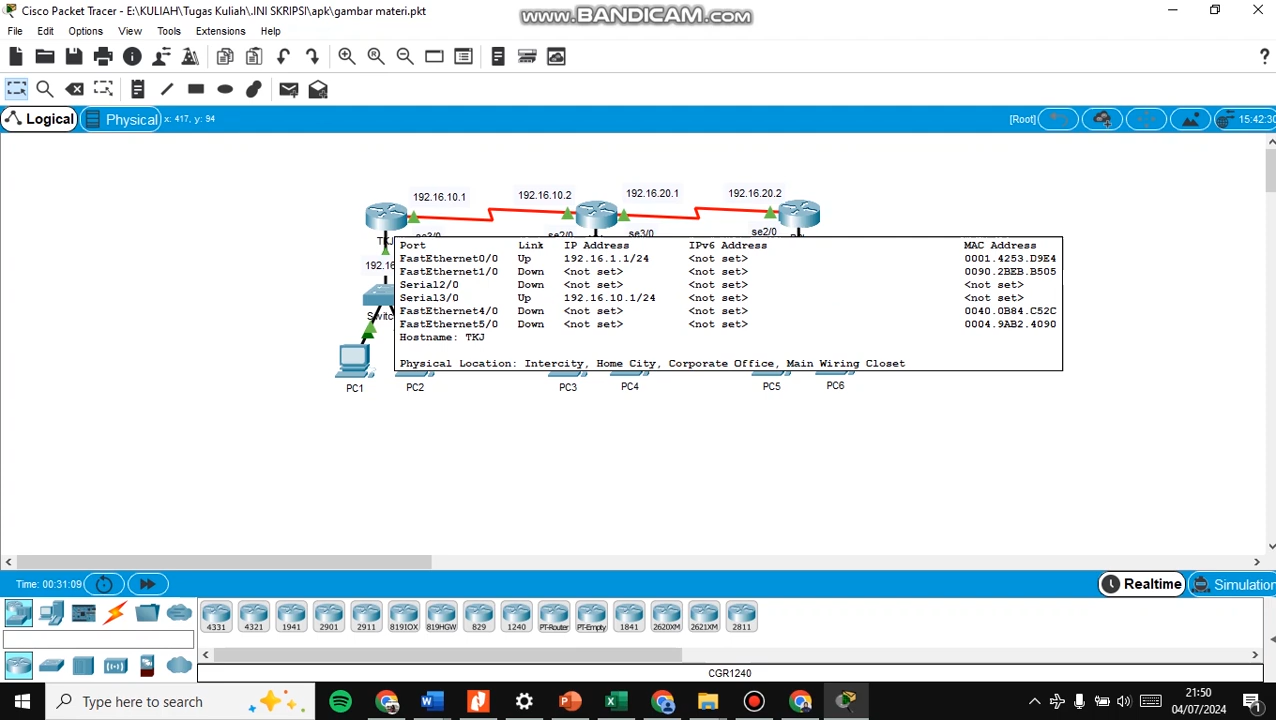 Cisco Packet Tracer - E:\KULIAH\Tugas Kuliah\.INI SKRIPSI\apk\gambar materi.pkt
www.BANDICAM.com
File Edit Options View Tools Extensions Help
Logical Physical x: 417, y: 94 [Root] 15:42:30
192.16.10.1 192.16.10.2 192.16.20.1 192.16.20.2
se2/0 se3/0 se2/0
TKJ
Port Link IP Address IPv6 Address MAC Address
FastEthernet0/0 Up 192.16.1.1/24 <not set> 0001.4253.D9E4
192.16
FastEthernet1/0 Down <not set> <not set> 0090.2BEB.B505
Serial2/0 Down <not set> <not set> <not set>
Serial3/0 Up 192.16.10.1/24 <not set> <not set>
FastEthernet4/0 Down <not set> <not set> 0040.0B84.C52C
Switc
FastEthernet5/0 Down <not set> <not set> 0004.9AB2.4090
Hostname: TKJ
Physical Location: Intercity, Home City, Corporate Office, Main Wiring Closet
PC1 PC2 PC3 PC4 PC5 PC6
Time: 00:31:09 Realtime Simulation
4331 4321 1941 2901 2911 819IOX 819HGW 829 1240 PT-Router PT-Empty 1841 2620XM 2621XM 2811
CGR1240
Type here to search
21:50
04/07/2024
1